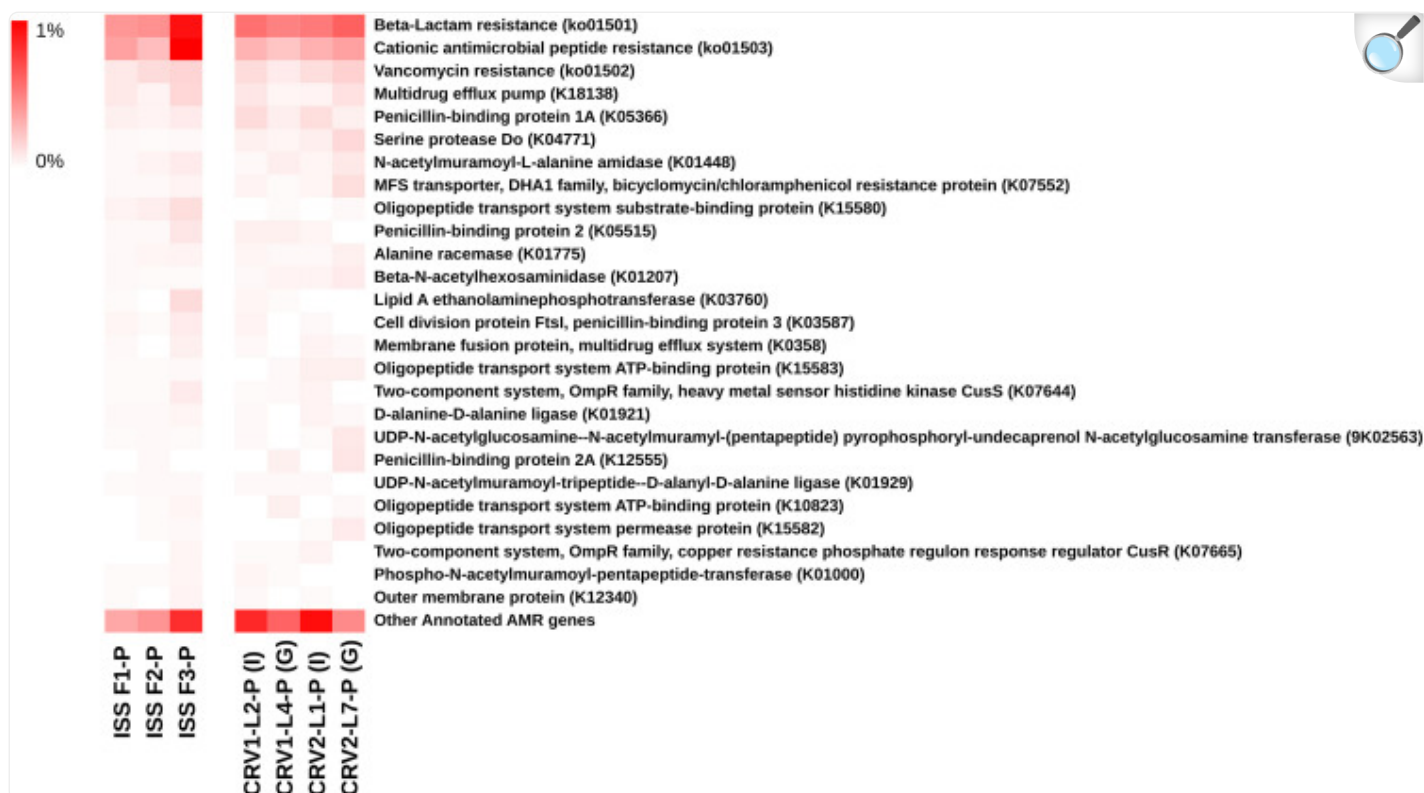 1%
0%
Beta-Lactam resistance (ko01501)
Cationic antimicrobial peptide resistance (ko01503)
Vancomycin resistance (ko01502)
Multidrug efflux pump (K18138)
Penicillin-binding protein 1A (K05366)
Serine protease Do (K04771)
N-acetylmuramoyl-L-alanine amidase (K01448)
MFS transporter, DHA1 family, bicyclomycin/chloramphenicol resistance protein (K07552)
Oligopeptide transport system substrate-binding protein (K15580)
Penicillin-binding protein 2 (K05515)
Alanine racemase (K01775)
Beta-N-acetylhexosaminidase (K01207)
Lipid A ethanolaminephosphotransferase (K03760)
Cell division protein FtsI, penicillin-binding protein 3 (K03587)
Membrane fusion protein, multidrug efflux system (K0358)
Oligopeptide transport system ATP-binding protein (K15583)
Two-component system, OmpR family, heavy metal sensor histidine kinase CusS (K07644)
D-alanine-D-alanine ligase (K01921)
UDP-N-acetylglucosamine--N-acetylmuramyl-(pentapeptide) pyrophosphoryl-undecaprenol N-acetylglucosamine transferase (9K02563)
Penicillin-binding protein 2A (K12555)
UDP-N-acetylmuramoyl-tripeptide--D-alanyl-D-alanine ligase (K01929)
Oligopeptide transport system ATP-binding protein (K10823)
Oligopeptide transport system permease protein (K15582)
Two-component system, OmpR family, copper resistance phosphate regulon response regulator CusR (K07665)
Phospho-N-acetylmuramoyl-pentapeptide-transferase (K01000)
Outer membrane protein (K12340)
Other Annotated AMR genes
ISS F1-P
ISS F2-P
ISS F3-P
CRV1-L2-P (I)
CRV1-L4-P (G)
CRV2-L1-P (I)
CRV2-L7-P (G)